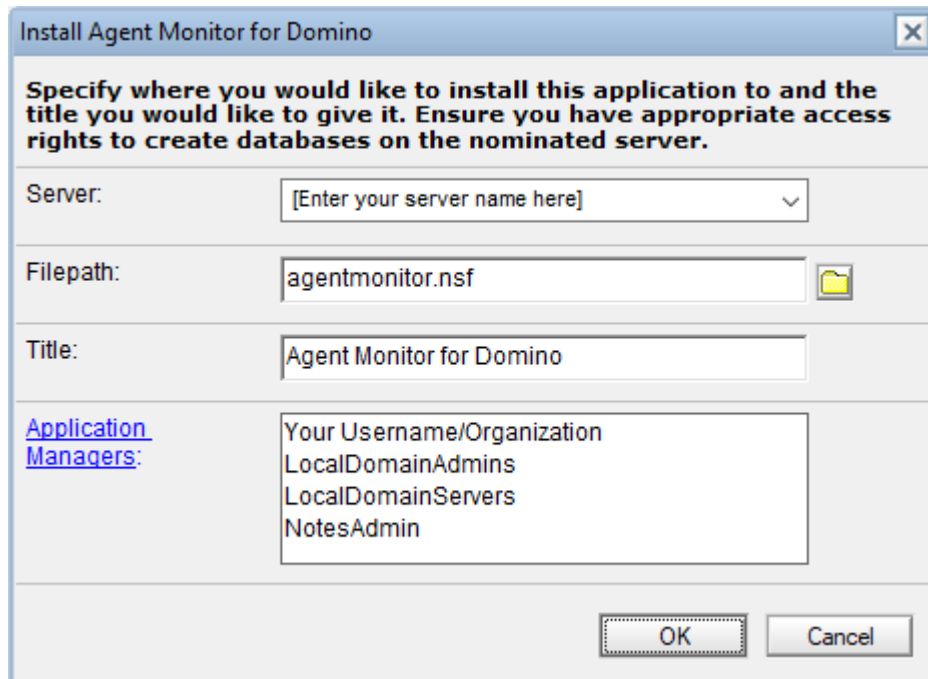 Install Agent Monitor for Domino
Specify where you would like to install this application to and the
title you would like to give it. Ensure you have appropriate access
rights to create databases on the nominated server.
Server:
[Enter your server name here]
Filepath:
agentmonitor.nsf
Title:
Agent Monitor for Domino
Application
Managers:
Your Username/Organization
LocalDomainAdmins
LocalDomainServers
NotesAdmin
OK
Cancel